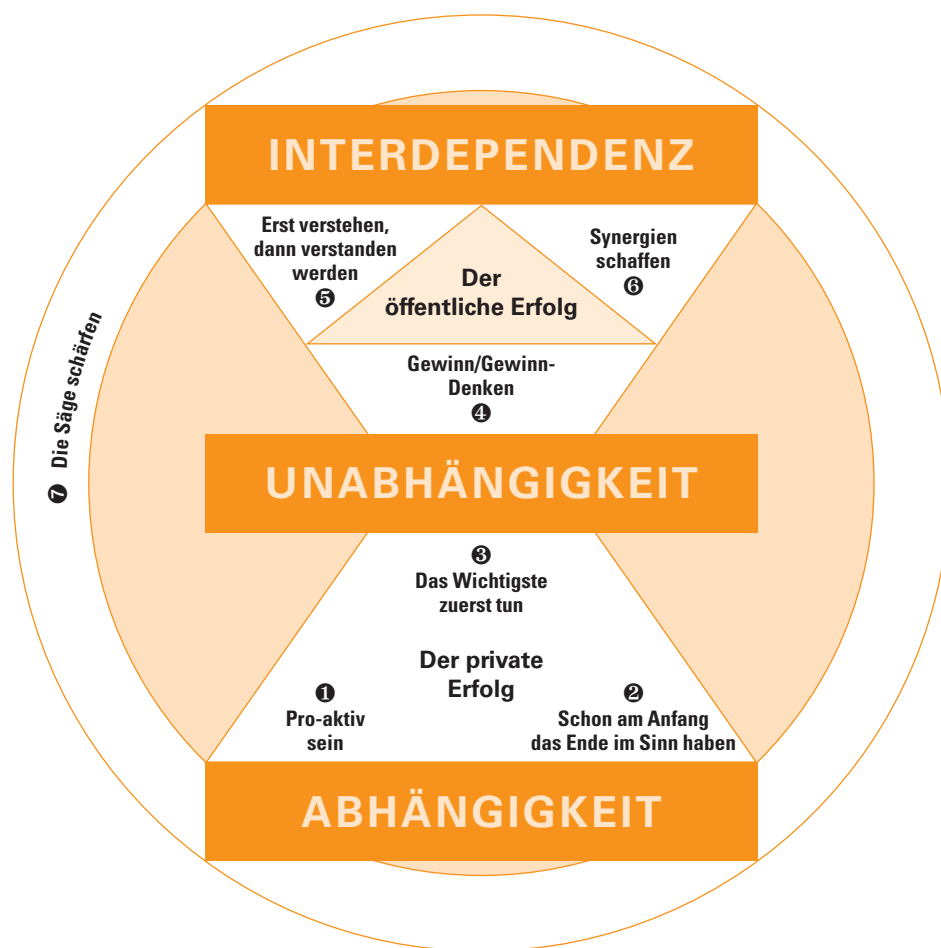 INTERDEPENDENZ
Erst verstehen,
dann verstanden
werden
❺
Synergien
schaffen
❻
Der
öffentliche Erfolg
Gewinn/Gewinn-
Denken
❹
❼ Die Säge schärfen
UNABHÄNGIGKEIT
❸
Das Wichtigste
zuerst tun
Der private
Erfolg
❶
Pro-aktiv
sein
❷
Schon am Anfang
das Ende im Sinn haben
ABHÄNGIGKEIT